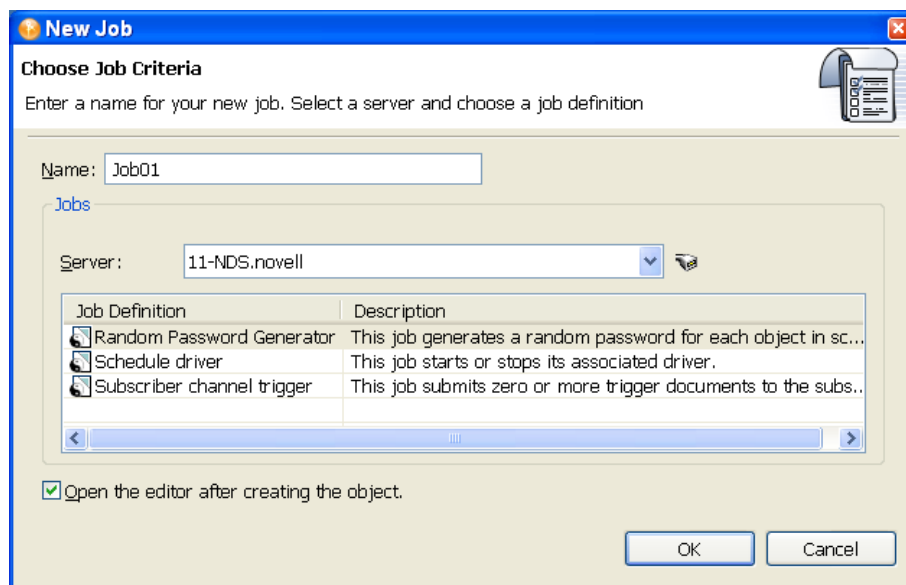 New Job
Choose Job Criteria
Enter a name for your new job. Select a server and choose a job definition
Name: Job01
Jobs
Server: 11-NDS.novell
Job Definition Description
Random Password Generator This job generates a random password for each object in sc...
Schedule driver This job starts or stops its associated driver.
Subscriber channel trigger This job submits zero or more trigger documents to the subs...
Open the editor after creating the object.
OK Cancel